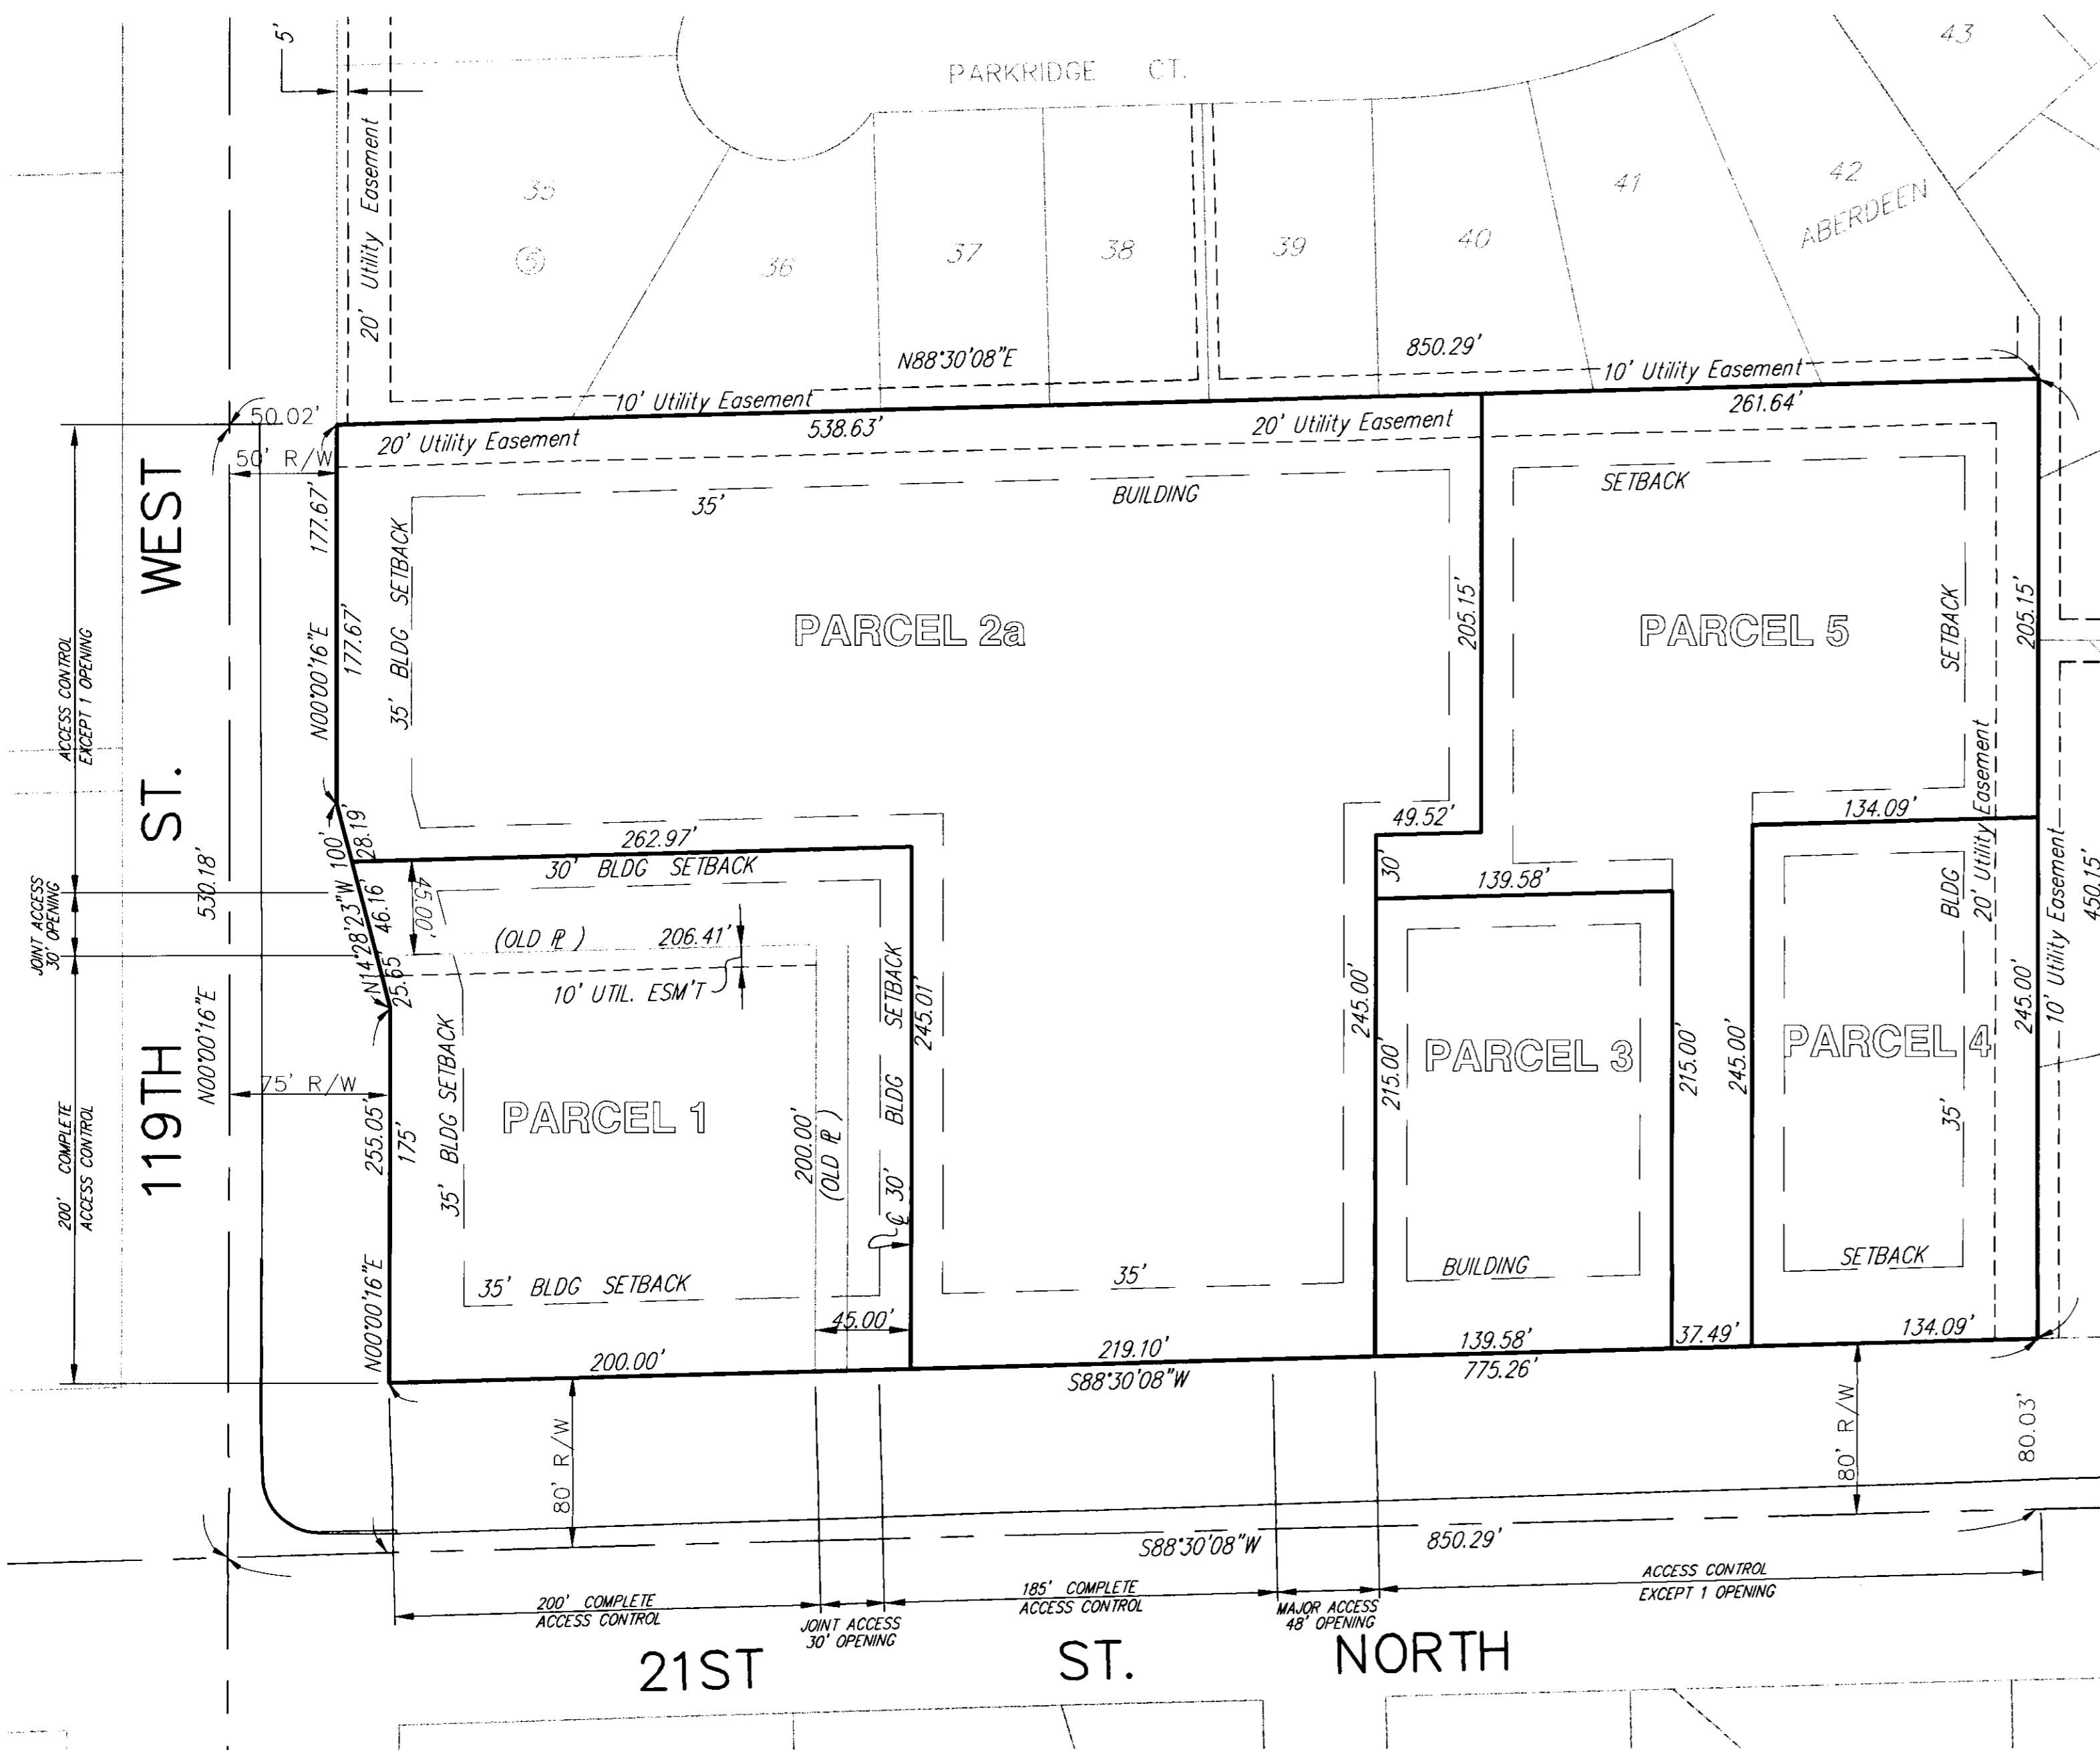 5'
PARKRIDGE CT.
43
20' Utility Easement
35
5
36
37
38
39
40
41
42
ABERDEEN
N88°30'08"E
850.29'
10' Utility Easement
10' Utility Easement
50.02'
50' R/W
20' Utility Easement
538.63'
20' Utility Easement
261.64'
35'
BUILDING
SETBACK
177.67'
N00°00'16"E
177.67'
35' BLDG SETBACK
PARCEL 2a
205.15'
PARCEL 5
SETBACK
205.15'
119TH ST. WEST
ACCESS CONTROL
EXCEPT 1 OPENING
JOINT ACCESS
30' OPENING
200' COMPLETE
ACCESS CONTROL
530.18'
N00°00'16"E
100'
N14°28'23"W
28.19'
46.16'
25.65
262.97'
30' BLDG SETBACK
45.00'
(OLD PL)
206.41'
10' UTIL. ESM'T
49.52'
30'
139.58'
134.09'
20' Utility Easement
BLDG
10' Utility Easement
450.15'
75' R/W
255.05'
175'
N00°00'16"E
35' BLDG SETBACK
PARCEL 1
200.00'
(OLD PL)
CL 30' BLDG SETBACK
245.01'
245.00'
215.00'
PARCEL 3
215.00'
245.00'
PARCEL 4
35'
245.00'
35' BLDG SETBACK
45.00'
35'
BUILDING
SETBACK
200.00'
219.10'
139.58'
37.49'
134.09'
S88°30'08"W
775.26'
80' R/W
80' R/W
80.03'
S88°30'08"W
850.29'
200' COMPLETE
ACCESS CONTROL
JOINT ACCESS
30' OPENING
185' COMPLETE
ACCESS CONTROL
MAJOR ACCESS
48' OPENING
ACCESS CONTROL
EXCEPT 1 OPENING
21ST ST. NORTH